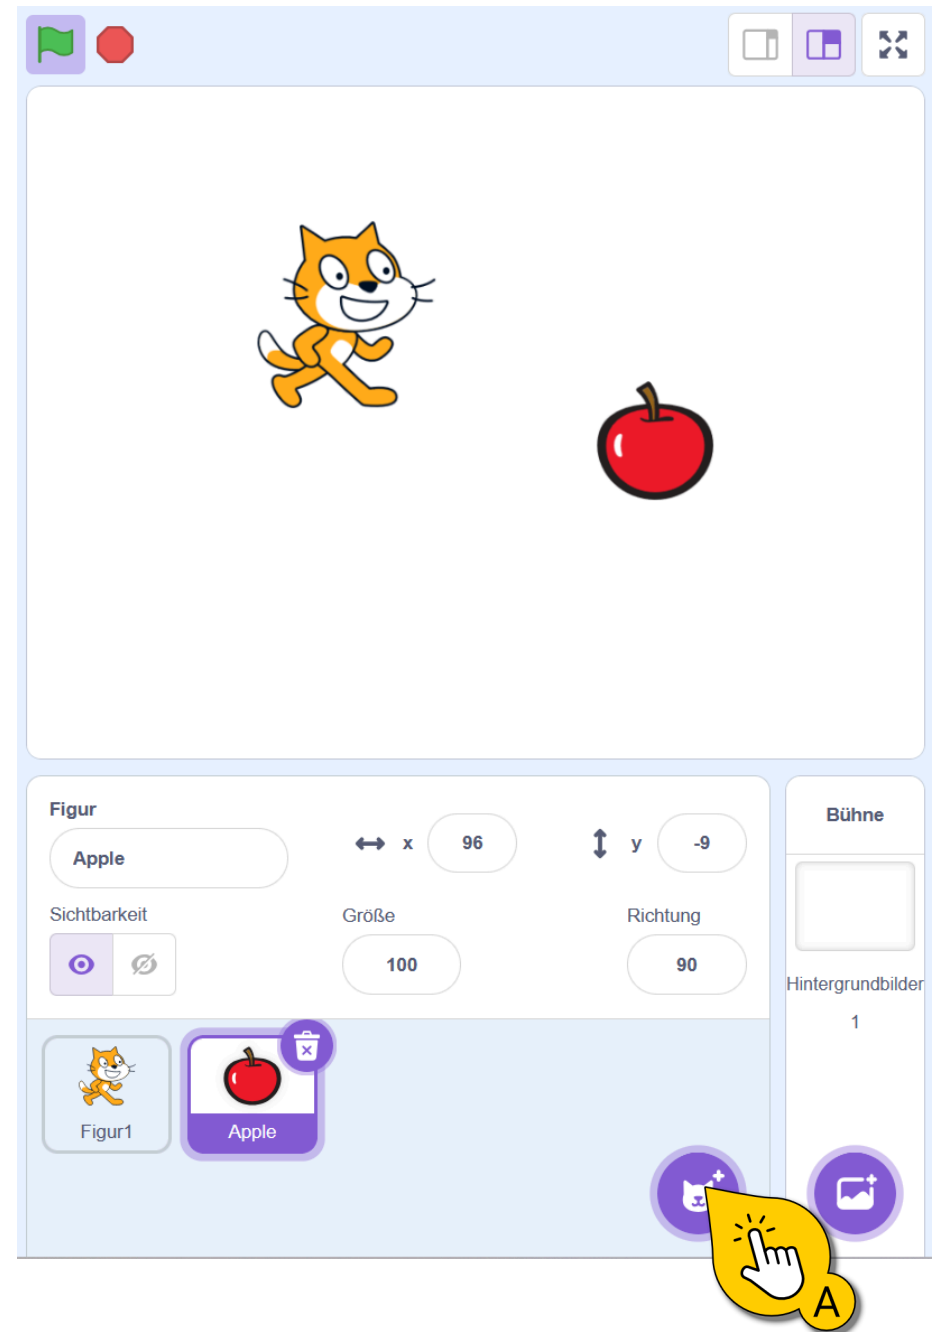 Figur
Apple
x 96
y -9
Sichtbarkeit
Größe
100
Richtung
90
Figur1
Apple
Bühne
Hintergrundbilder
1
A